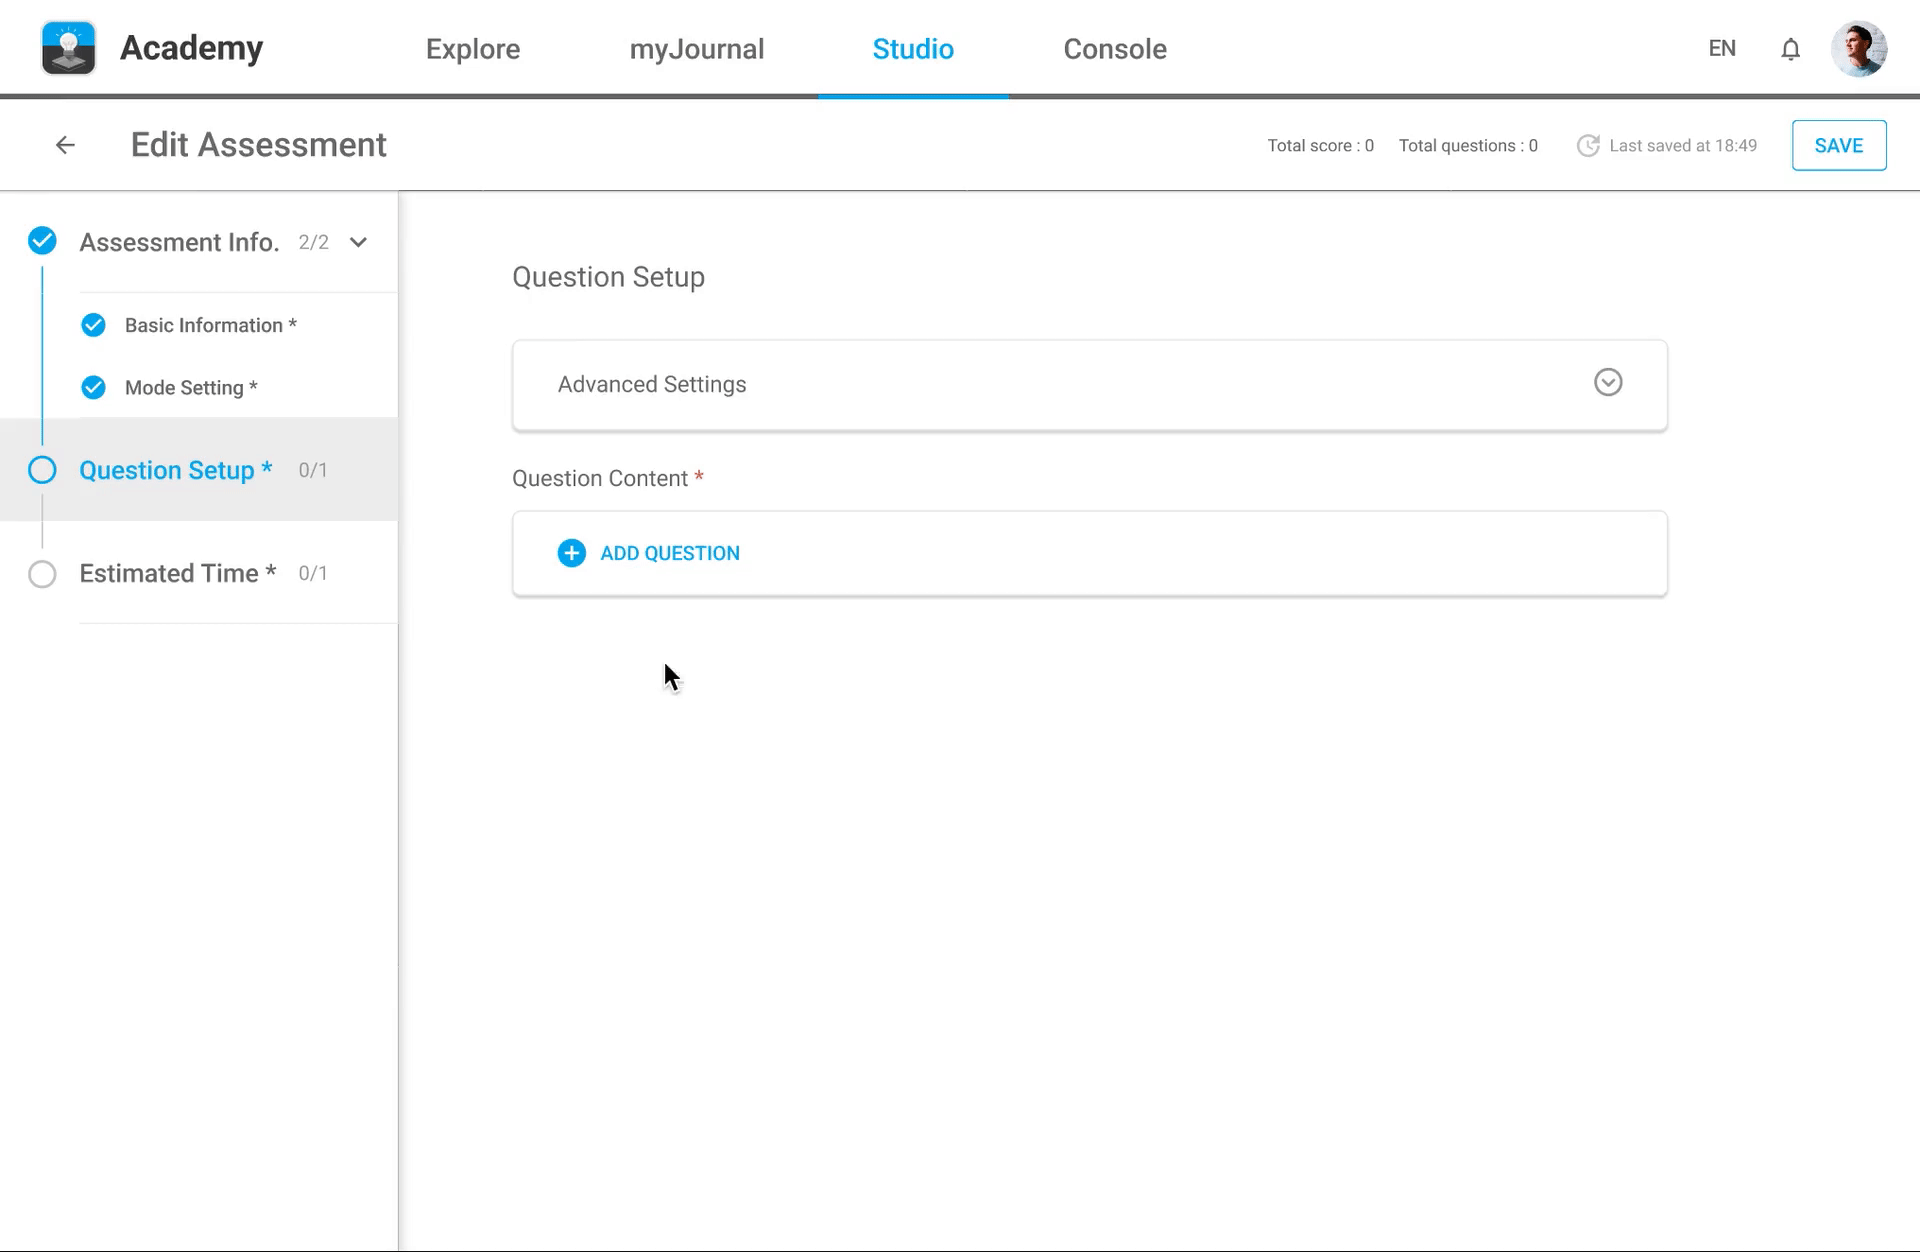 Academy
Explore
myJournal
Studio
Console
EN
Edit Assessment
Total score : 0
Total questions : 0
Last saved at 18:49
SAVE
Assessment Info. 2/2
Basic Information *
Mode Setting *
Question Setup * 0/1
Estimated Time * 0/1
Question Setup
Advanced Settings
Question Content *
ADD QUESTION